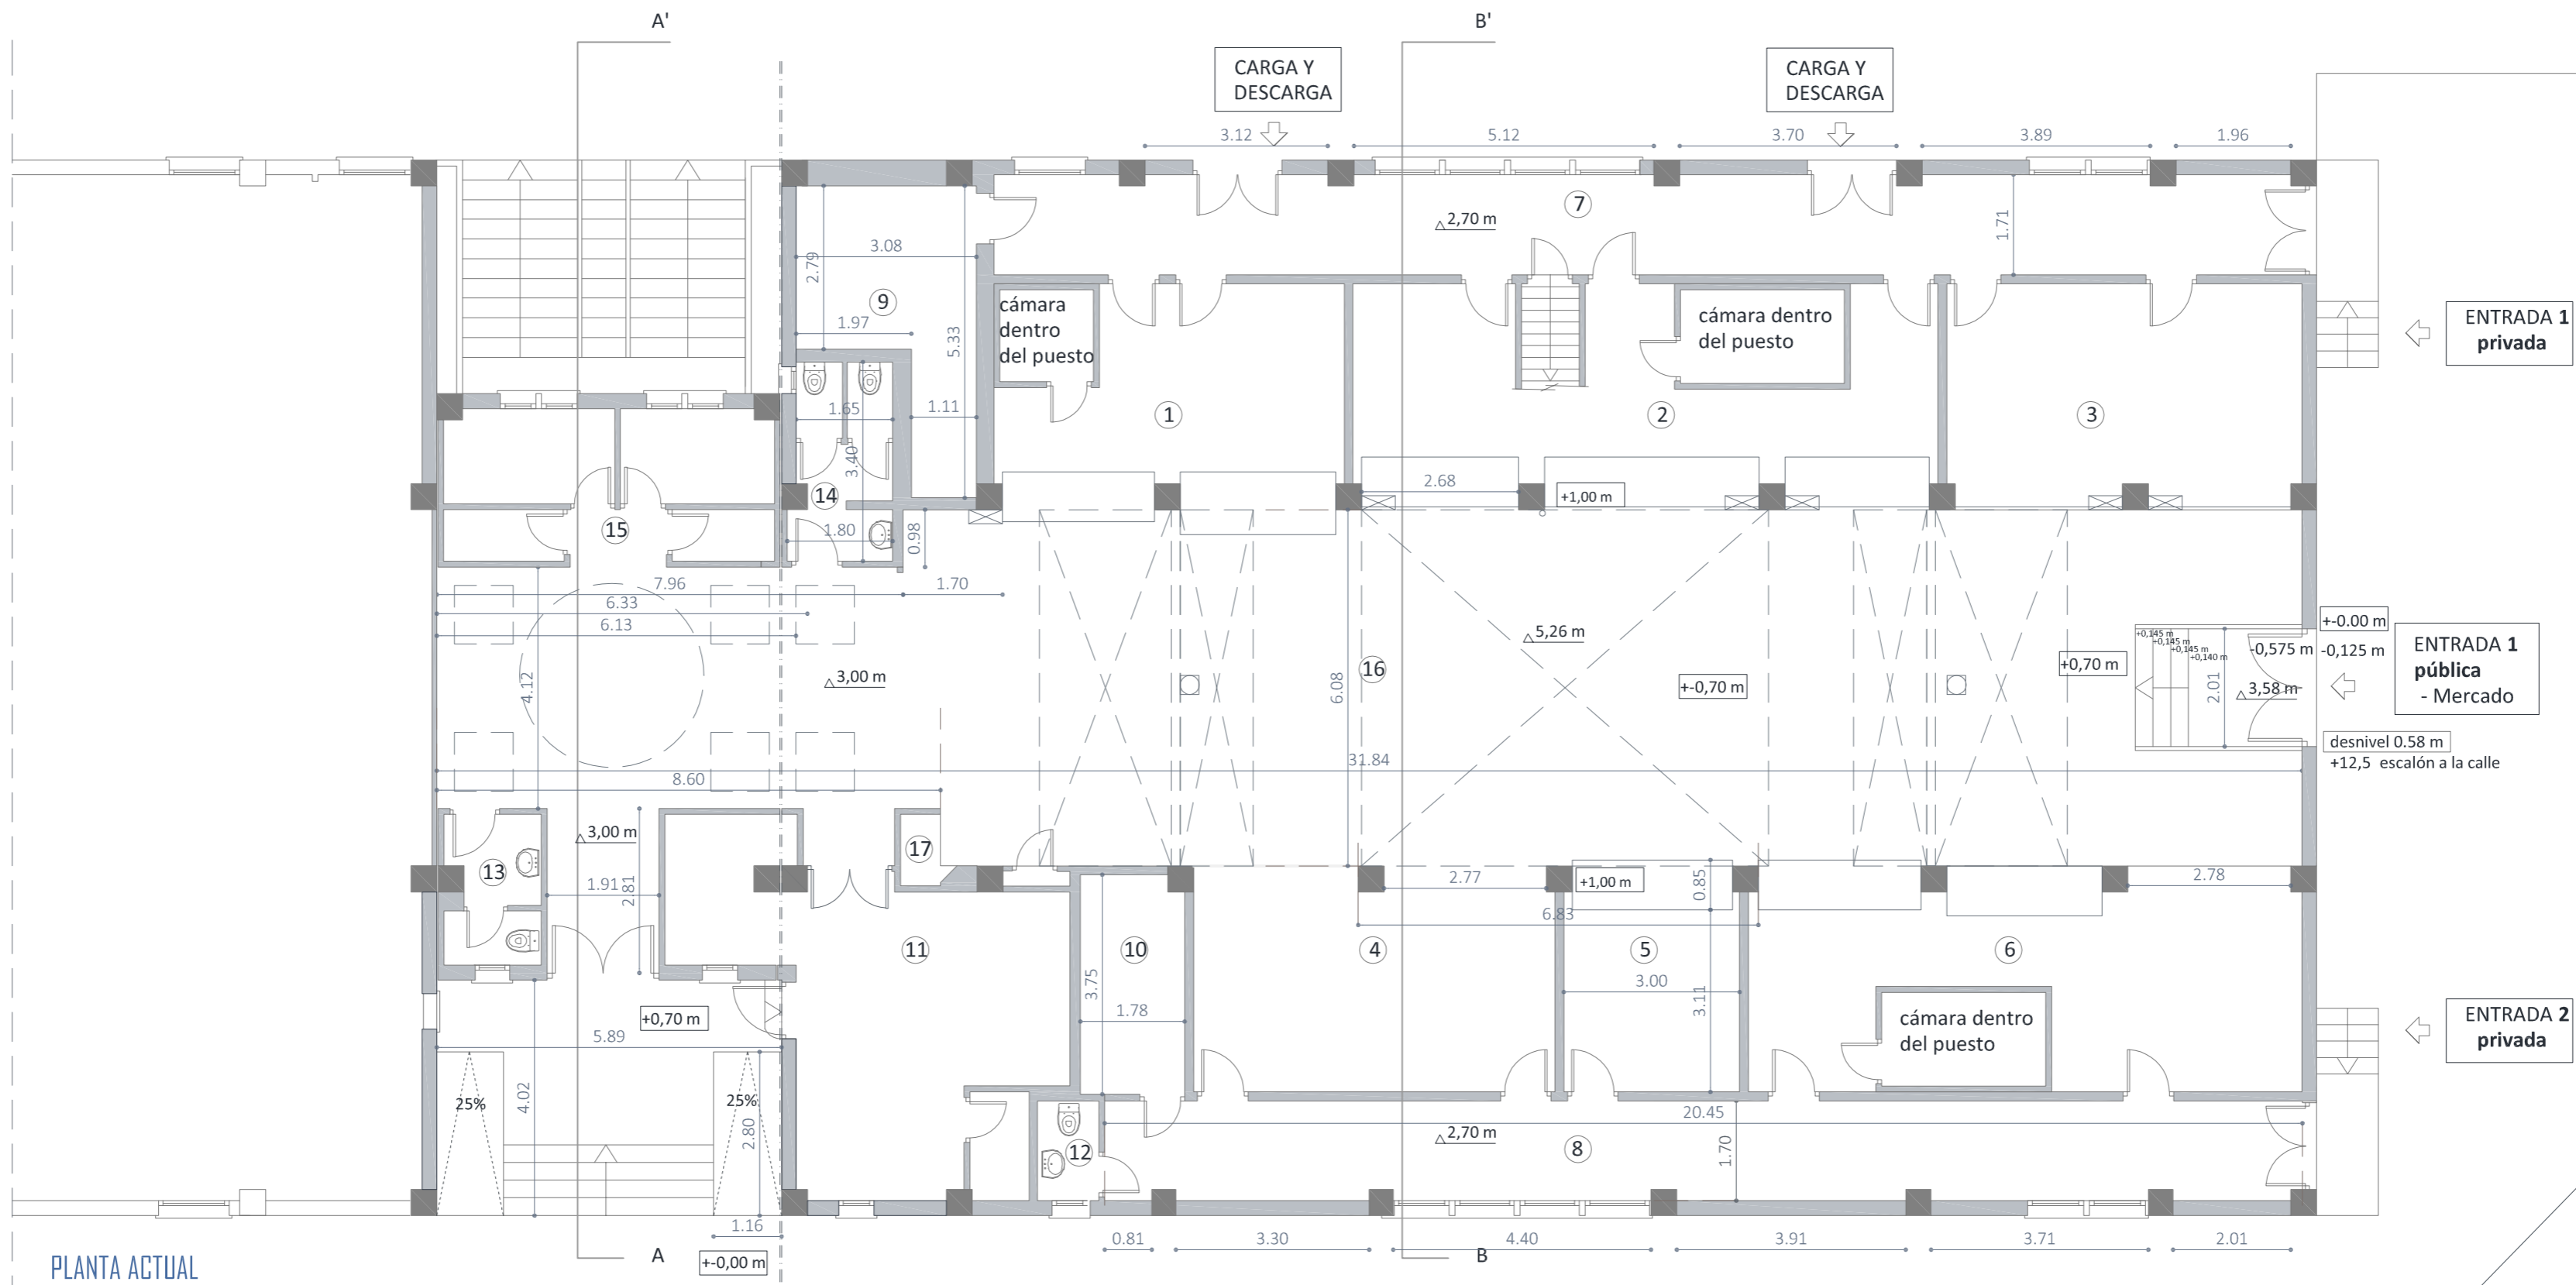 A'
B'
CARGA Y
DESCARGA
CARGA Y
DESCARGA
3.12
5.12
3.70
3.89
1.96
7
2,70 m
1.71
3.08
2.79
9
1.97
5.33
cámara
dentro
del puesto
cámara dentro
del puesto
ENTRADA 1
privada
1.65
1.11
1
2
3
3.40
14
2.68
+1,00 m
15
1.80
0.98
7.96
1.70
6.33
6.13
5,26 m
+-0.00 m
+0,145 m
+0,145 m
+0,145 m
+0,140 m
-0,575 m
-0,125 m
ENTRADA 1
pública
- Mercado
16
+0,70 m
4.12
3,00 m
6.08
+-0,70 m
2.01
3,58 m
desnivel 0.58 m
+12,5 escalón a la calle
31.84
8.60
3,00 m
17
13
1.91
2.81
2.77
+1,00 m
0.85
2.78
6.83
11
10
4
5
6
3.75
3.00
3.11
1.78
cámara dentro
del puesto
ENTRADA 2
privada
+0,70 m
5.89
25%
4.02
25%
2.80
20.45
2,70 m
8
1.70
12
1.16
0.81
3.30
4.40
3.91
3.71
2.01
A
B
+-0,00 m
PLANTA ACTUAL